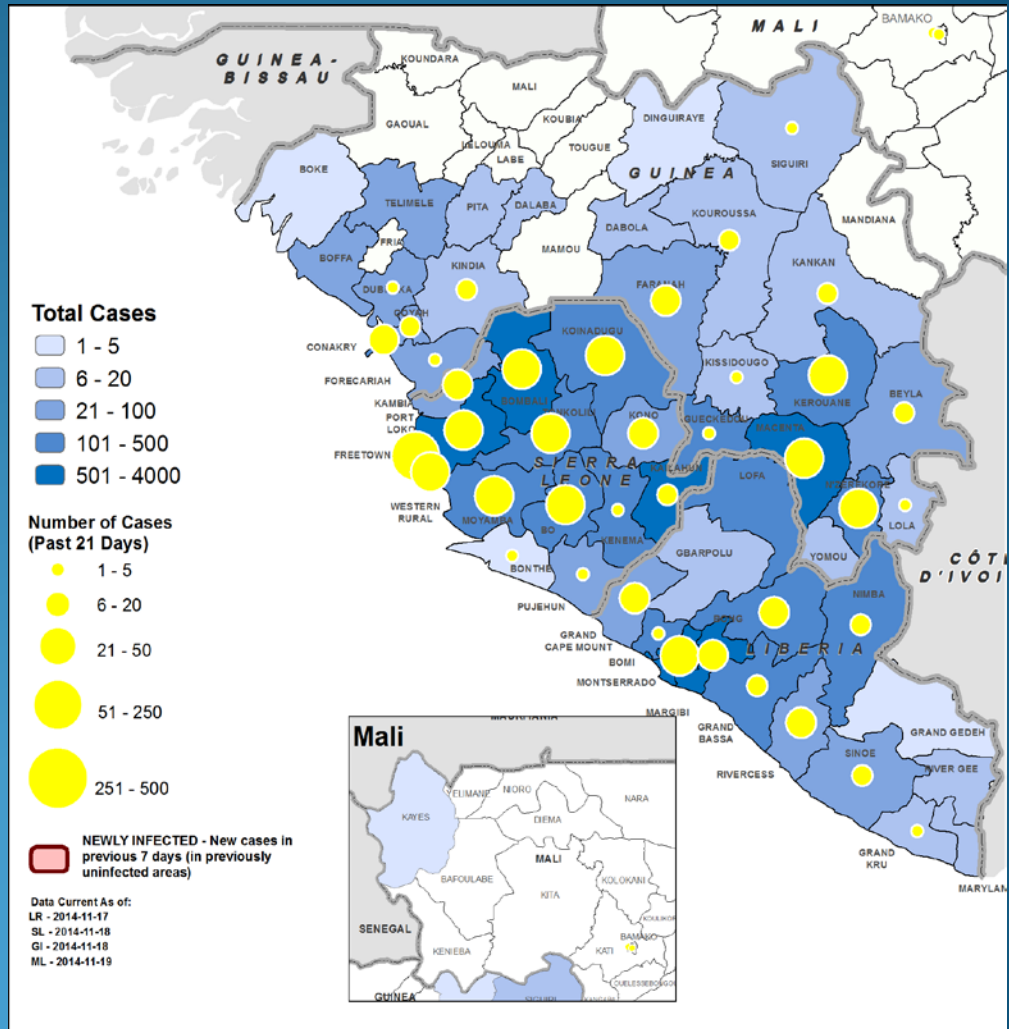 BAMAKO
MALI
GUINEA-
BISSAU
KOUNDARA
MALI
GAOUAL
KOUBIA
DINGUIRAYE
LELOUMA
LABE
TOUGUE
SIGUIRI
BOKE
GUINEA
TELIMELE
PITA
DALABA
KOUROUSSA
MANDIANA
FRIA
MAMOU
DABOLA
BOFFA
KINDIA
KANKAN
FARANAH
COYAH
CONAKRY
KOINADUGU
FORECARIAH
KISSIDOUGO
KEROUANE
BEYLA
KAMBIA
BOMBALI
KONO
GUECKEDOU
MACENTA
PORT
LOKO
FREETOWN
SIERRA
LEONE
KAILAHUN
LOFA
LOLA
WESTERN
RURAL
MOYAMBA
BO
KENEMA
GBARPOLU
YOMOU
CÔTE
D'IVOI
BONTHE
NIMBA
PUJEHUN
GRAND
CAPE MOUNT
BONG
LIBERIA
BOMI
MONTSERRADO
MARGIBI
GRAND
BASSA
GRAND GEDEH
SINOE
RIVER GEE
RIVERCESS
GRAND
KRU
MARYLAN
Total Cases
1 - 5
6 - 20
21 - 100
101 - 500
501 - 4000
Number of Cases
(Past 21 Days)
1 - 5
6 - 20
21 - 50
51 - 250
251 - 500
NEWLY INFECTED - New cases in
previous 7 days (in previously
uninfected areas)
Data Current As of:
LR - 2014-11-17
SL - 2014-11-18
GI - 2014-11-18
ML - 2014-11-19
Mali
KAYES
NIORO
NARA
DIEMA
MALI
BAFOULABE
KITA
KOLOKANI
SENEGAL
BAMAKO
KATI
KENIEBA
GUINEA
SIGUIRI